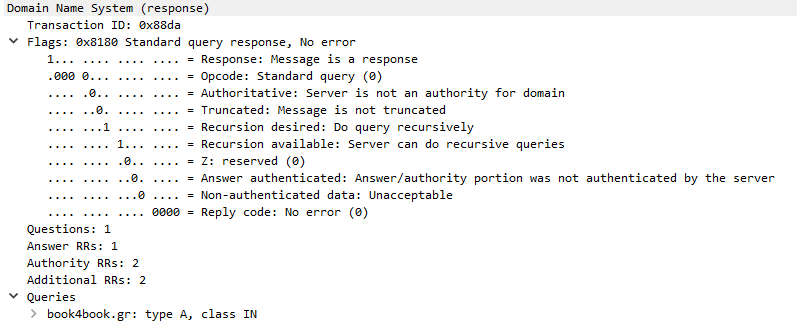 Domain Name System (response)
Transaction ID: 0x88da
Flags: 0x8180 Standard query response, No error
1... .... .... .... = Response: Message is a response
.000 0... .... .... = Opcode: Standard query (0)
.... .0.. .... .... = Authoritative: Server is not an authority for domain
.... ..0. .... .... = Truncated: Message is not truncated
.... ...1 .... .... = Recursion desired: Do query recursively
.... .... 1... .... = Recursion available: Server can do recursive queries
.... .... .0.. .... = Z: reserved (0)
.... .... ..0. .... = Answer authenticated: Answer/authority portion was not authenticated by the server
.... .... ...0 .... = Non-authenticated data: Unacceptable
.... .... .... 0000 = Reply code: No error (0)
Questions: 1
Answer RRs: 1
Authority RRs: 2
Additional RRs: 2
Queries
book4book.gr: type A, class IN